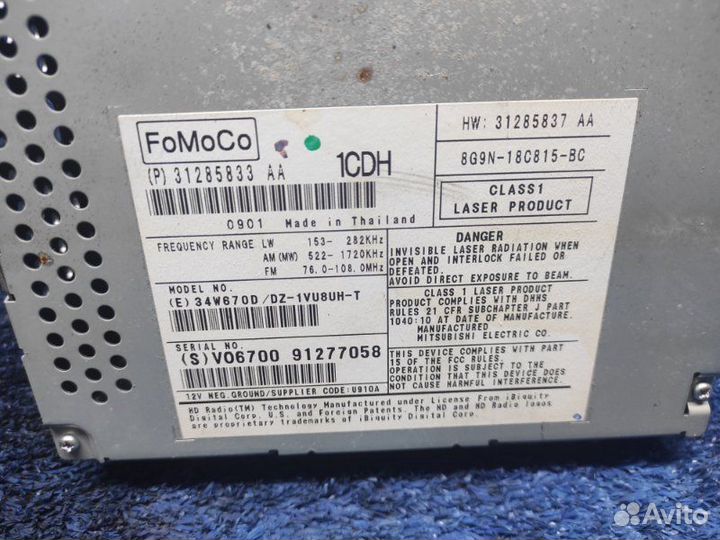 FoMoCo
(P) 31285833 AA
1CDH
HW: 31285837 AA
8G9N-18C815-BC
CLASS1
LASER PRODUCT
0901 Made in Thailand
FREQUENCY RANGE LW 153- 282KHz
AM (MW) 522- 1720KHz
FM 76.0-108.0MHz
MODEL NO.
(E) 34W670D/DZ-1VU8UH-T
SERIAL NO.
(S) V06700 91277058
12V NEG.GROUND/SUPPLIER CODE:U910A
DANGER
INVISIBLE LASER RADIATION WHEN
OPEN AND INTERLOCK FAILED OR
DEFEATED.
AVOID DIRECT EXPOSURE TO BEAM.
CLASS 1 LASER PRODUCT
PRODUCT COMPLIES WITH DHHS
RULES 21 CFR SUBCHAPTER J PART
1040:10 AT DATE OF MANUFACTURE.
MANUFACTURED
MITSUBISHI ELECTRIC CO.
THIS DEVICE COMPLIES WITH PART
15 OF THE FCC RULES.
OPERATION IS SUBJECT TO THE
CONDITION THAT THIS DEVICE DOES
NOT CAUSE HARMFUL INTERFERENCE.
HD Radio(TM) Technology Manufactured under License From iBiquity
Digital Corp. U.S. and Foreign Patents. The HD and HD Radio logos
are proprietary trademarks of iBiquity Digital Corp.
Avito